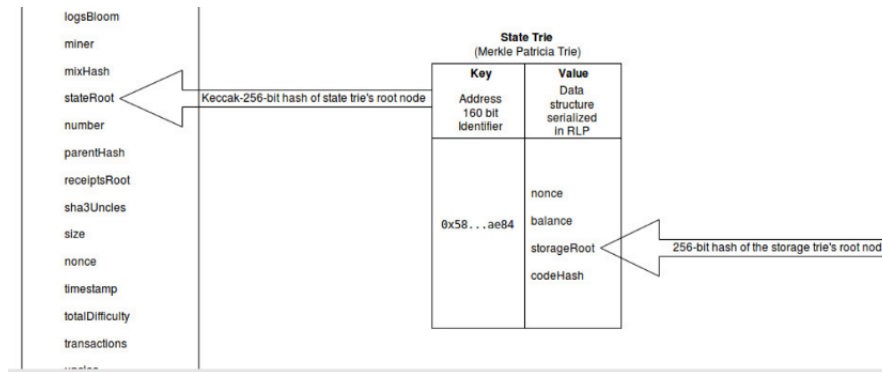 logsBloom
miner
mixHash
stateRoot
number
parentHash
receiptsRoot
sha3Uncles
size
nonce
timestamp
totalDifficulty
transactions
Keccak-256-bit hash of state trie's root node
State Trie
(Merkle Patricia Trie)
Key
Address
160 bit
Identifier
0x58...ae84
Value
Data
structure
serialized
in RLP
nonce
balance
storageRoot
codeHash
256-bit hash of the storage trie's root nod